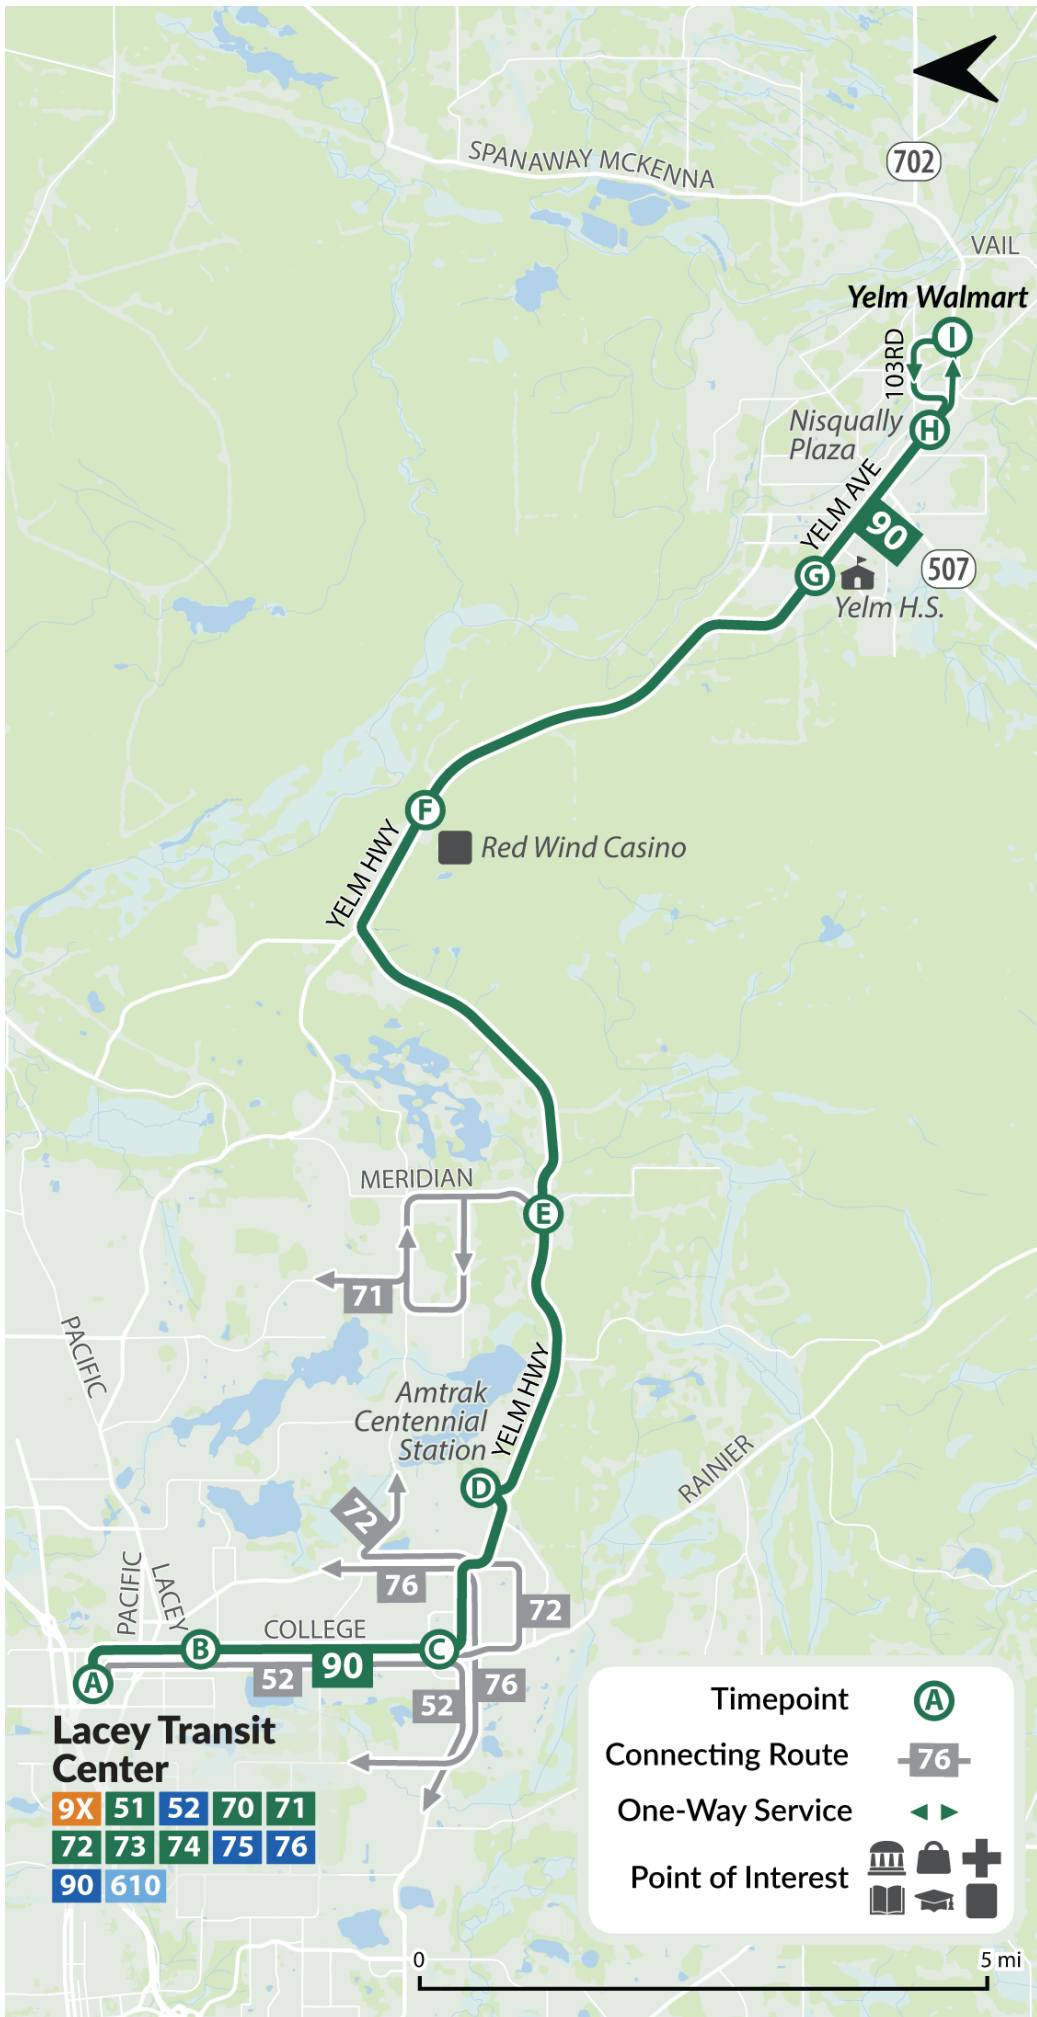 SPANAWAY MCKENNA
702
VAIL
Yelm Walmart
I
103RD
H
Nisqually
Plaza
YELM AVE
90
G
507
Yelm H.S.
F
YELM HWY
Red Wind Casino
MERIDIAN
E
71
PACIFIC
YELM HWY
Amtrak
Centennial
Station
D
RAINIER
72
76
72
PACIFIC
LACEY
COLLEGE
B
C
A
52
90
76
52
Lacey Transit
Center
9X 51 52 70 71
72 73 74 75 76
90 610
Timepoint A
Connecting Route 76
One-Way Service
Point of Interest
0 5 mi